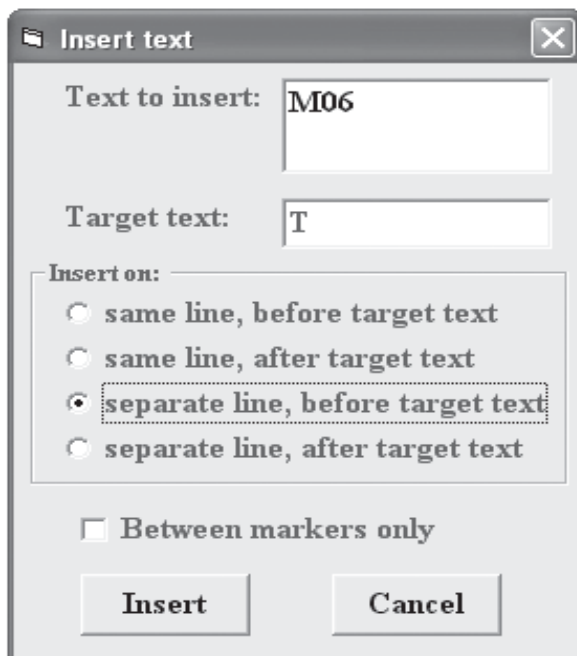 Insert text
Text to insert: M06
Target text: T
Insert on:
same line, before target text
same line, after target text
separate line, before target text
separate line, after target text
Between markers only
Insert Cancel